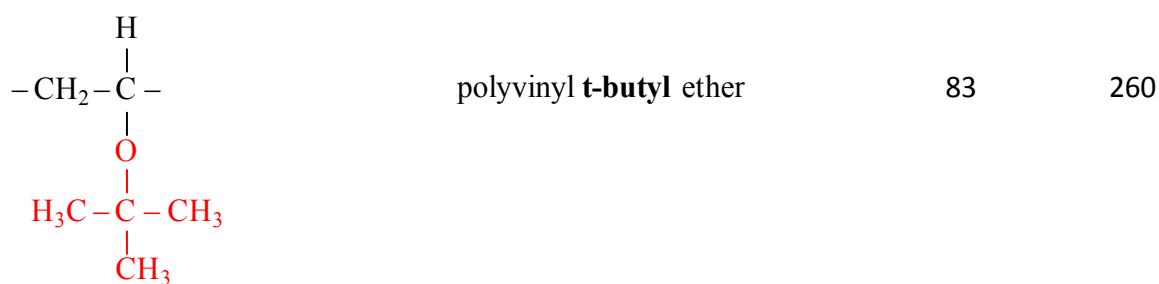 H
–CH₂–C– polyvinyl t-butyl ether 83 260
O
H₃C–C–CH₃
CH₃